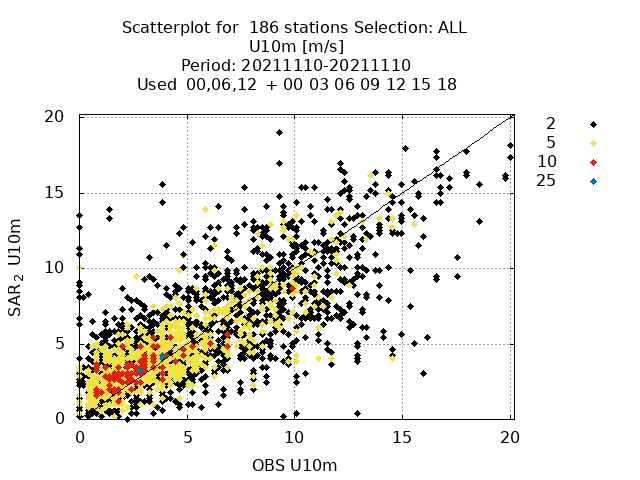 Scatterplot for 186 stations Selection: ALL
U10m [m/s]
Period: 20211110-20211110
Used 00,06,12 + 00 03 06 09 12 15 18
2
5
10
25
SAR₂ U10m
20
15
10
5
0
0 5 10 15 20
OBS U10m